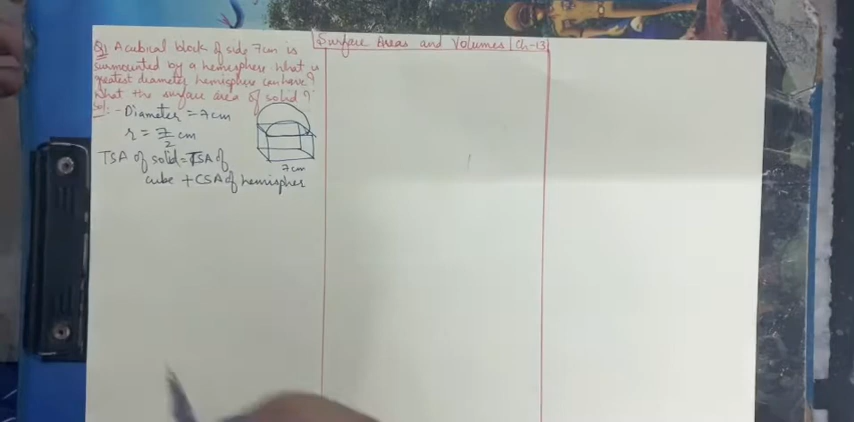 Surface Areas and Volumes | Ch-13
Q1 A cubical block of side 7cm is
surmounted by a hemisphere. What is
greatest diameter hemisphere can have?
What the surface area of solid?
Sol:- Diameter = 7cm
r = 7/2 cm
7cm
TSA of solid = TSA of
cube + CSA of hemispher